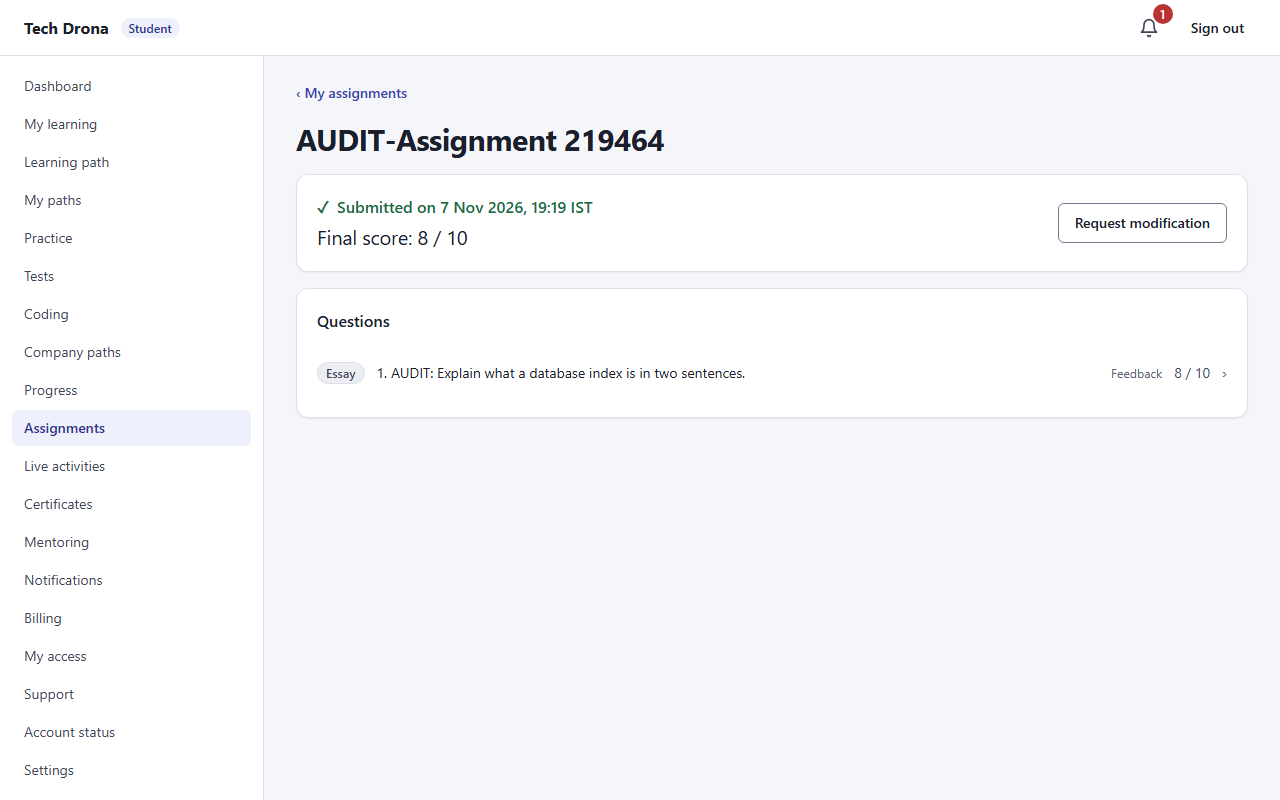 Tech Drona Student 1 Sign out
Dashboard
My learning
Learning path
My paths
Practice
Tests
Coding
Company paths
Progress
Assignments
Live activities
Certificates
Mentoring
Notifications
Billing
My access
Support
Account status
Settings
‹ My assignments
AUDIT-Assignment 219464
✓ Submitted on 7 Nov 2026, 19:19 IST
Final score: 8 / 10
Request modification
Questions
Essay 1. AUDIT: Explain what a database index is in two sentences. Feedback 8 / 10 ›